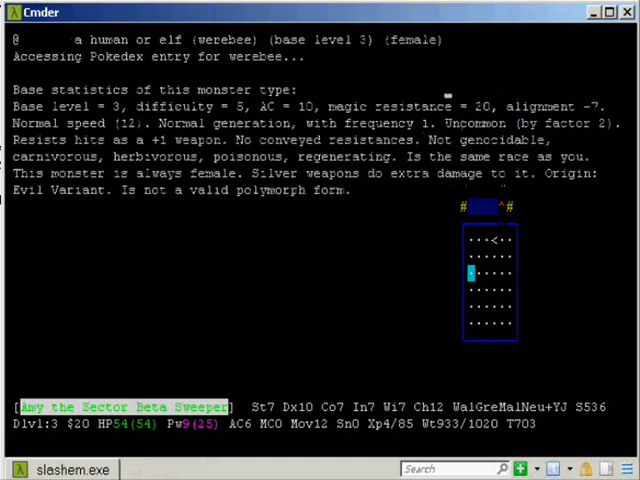 Cmder
@ a human or elf (werebee) (base level 3) (female)
Accessing Pokedex entry for werebee...
Base statistics of this monster type:
Base level = 3, difficulty = 5, AC = 10, magic resistance = 20, alignment -7.
Normal speed (12). Normal generation, with frequency 1. Uncommon (by factor 2).
Resists hits as a +1 weapon. No conveyed resistances. Not genocidable,
carnivorous, herbivorous, poisonous, regenerating. Is the same race as you.
This monster is always female. Silver weapons do extra damage to it. Origin:
Evil Variant. Is not a valid polymorph form.
# ^#
...<..
......
......
......
......
......
[Amy the Sector Beta Sweeper] St7 Dx10 Co7 In7 Wi7 Ch12 WalGreMalNeu+YJ S536
Dlvl:3 $20 HP54(54) Pw9(25) AC6 MC0 Mov12 Sn0 Xp4/85 Wt933/1020 T703
slashem.exe
Search